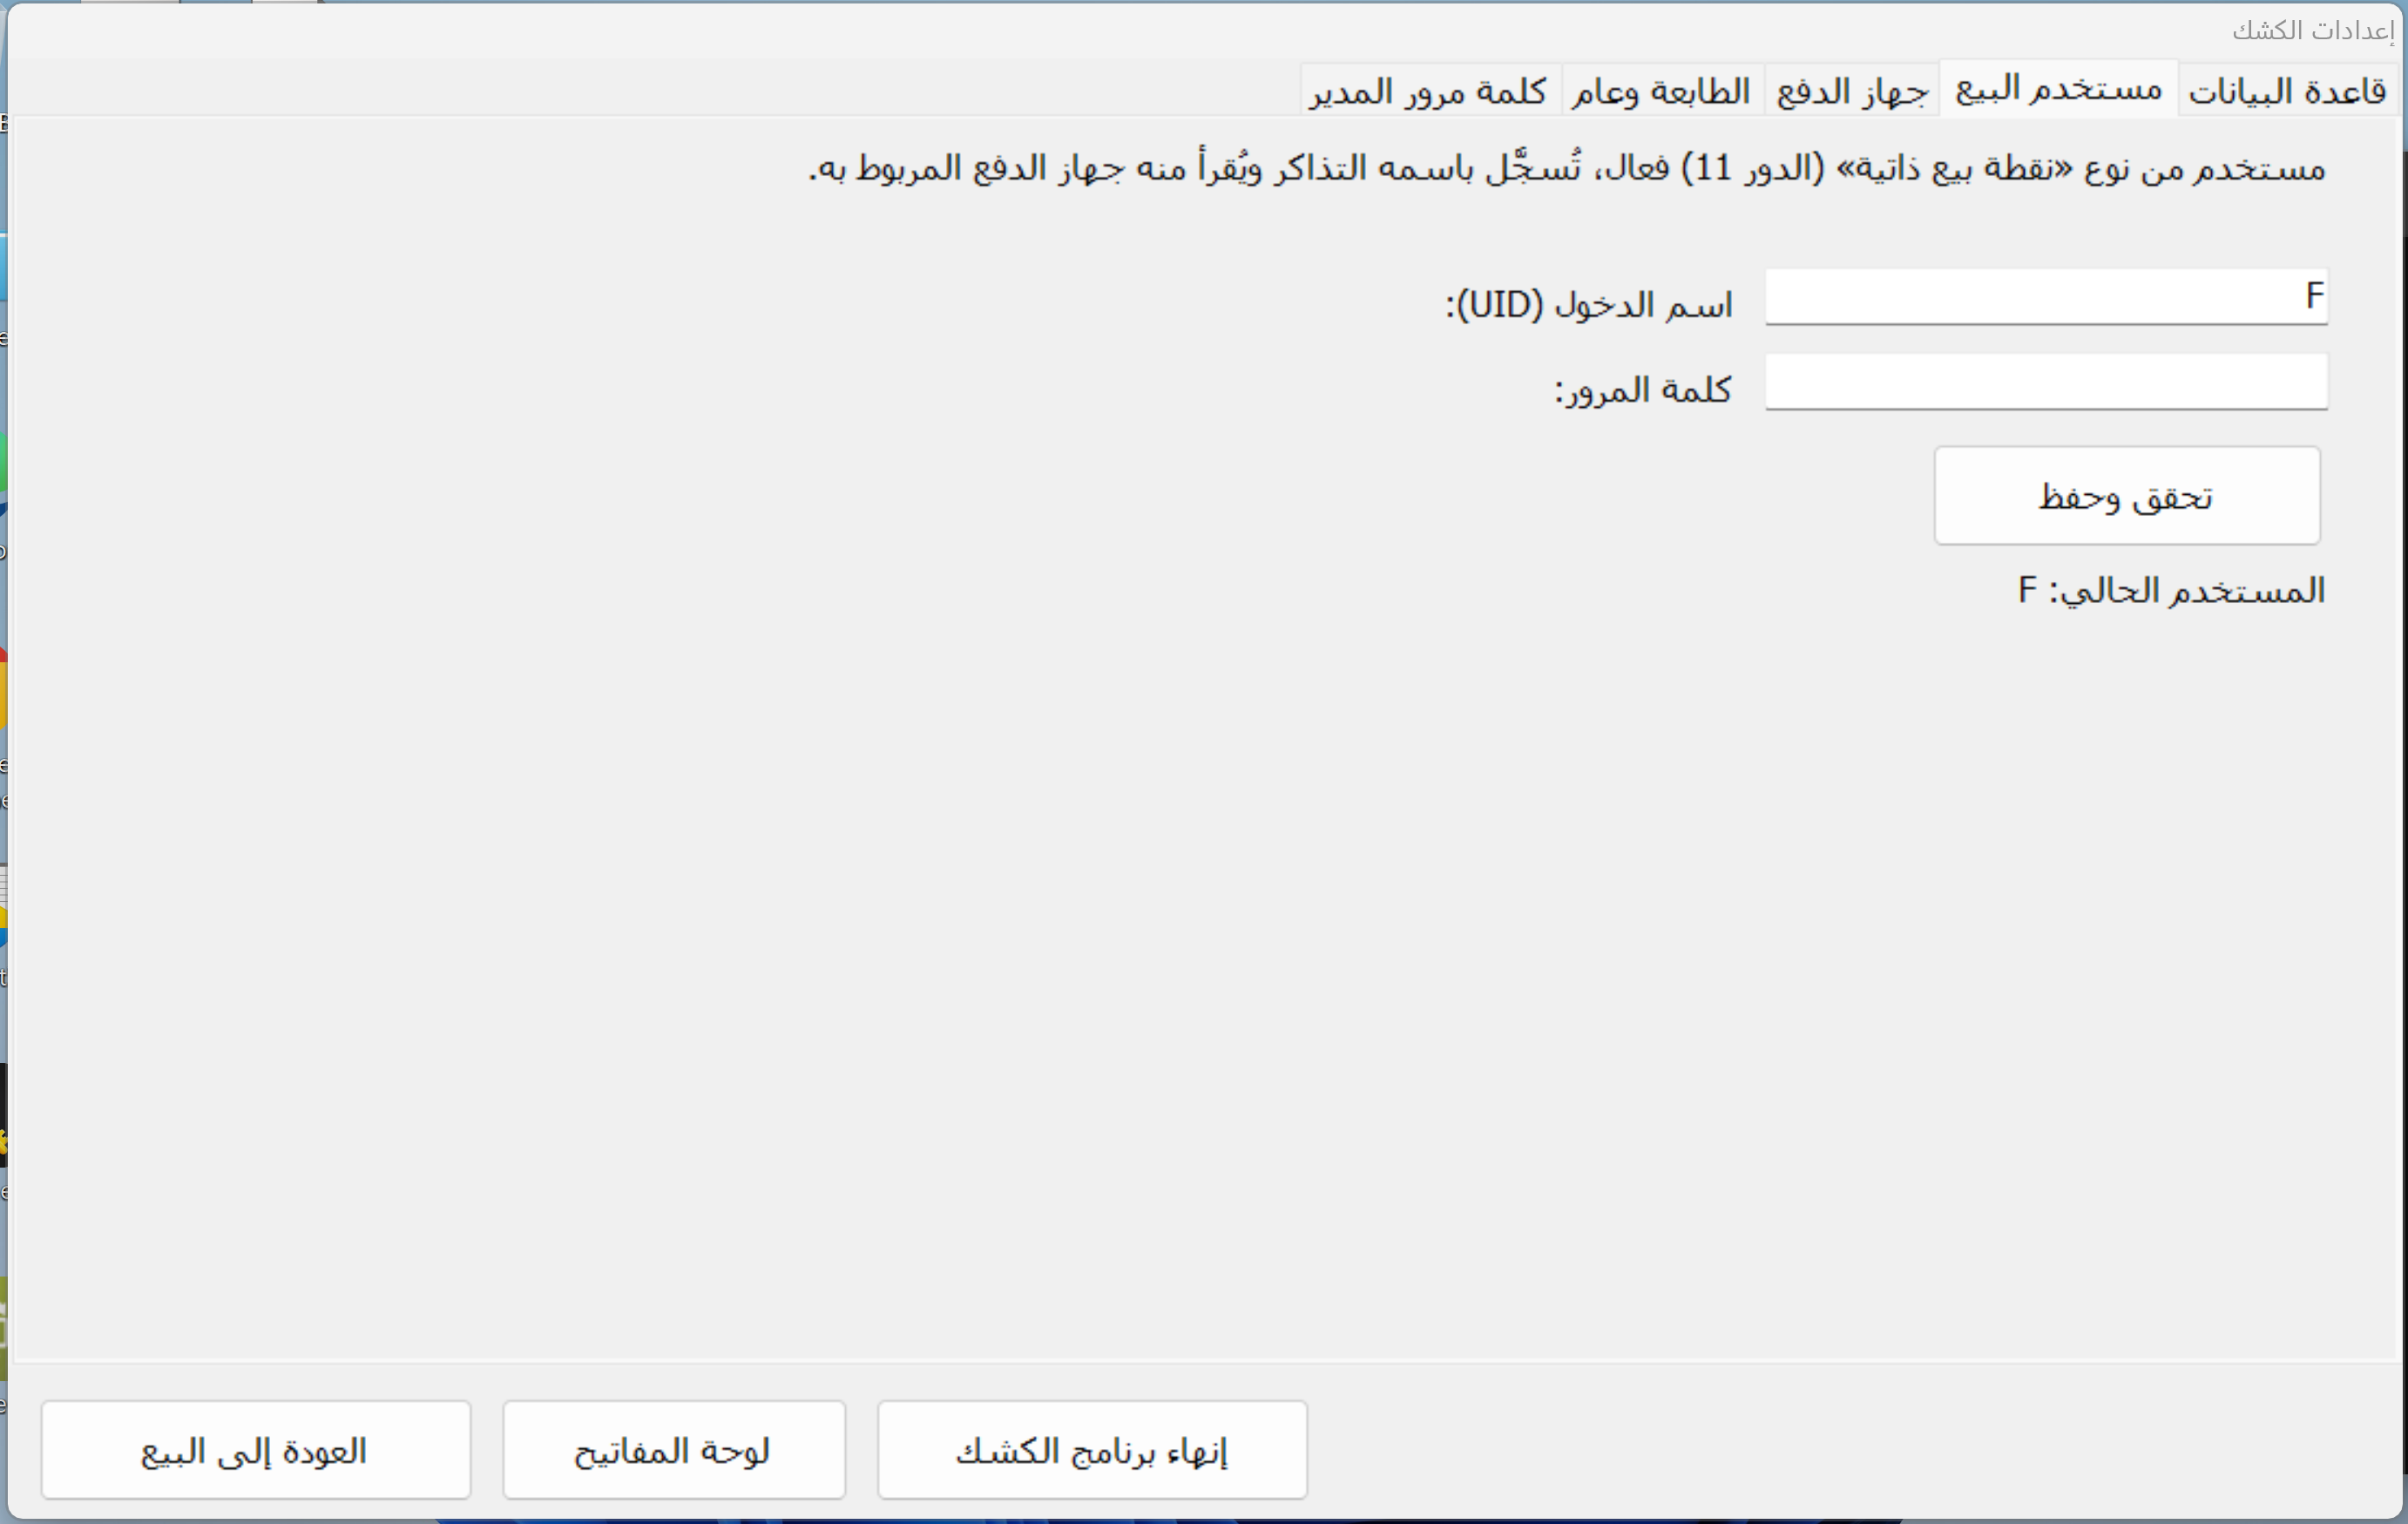 إعدادات الكشك
قاعدة البيانات
مستخدم البيع
جهاز الدفع
الطابعة وعام
كلمة مرور المدير
مستخدم من نوع «نقطة بيع ذاتية» (الدور 11) فعال، تُسجَّل باسمه التذاكر ويُقرأ منه جهاز الدفع المربوط به.
F
اسم الدخول (UID):
كلمة المرور:
تحقق وحفظ
المستخدم الحالي: F
إنهاء برنامج الكشك
لوحة المفاتيح
العودة إلى البيع